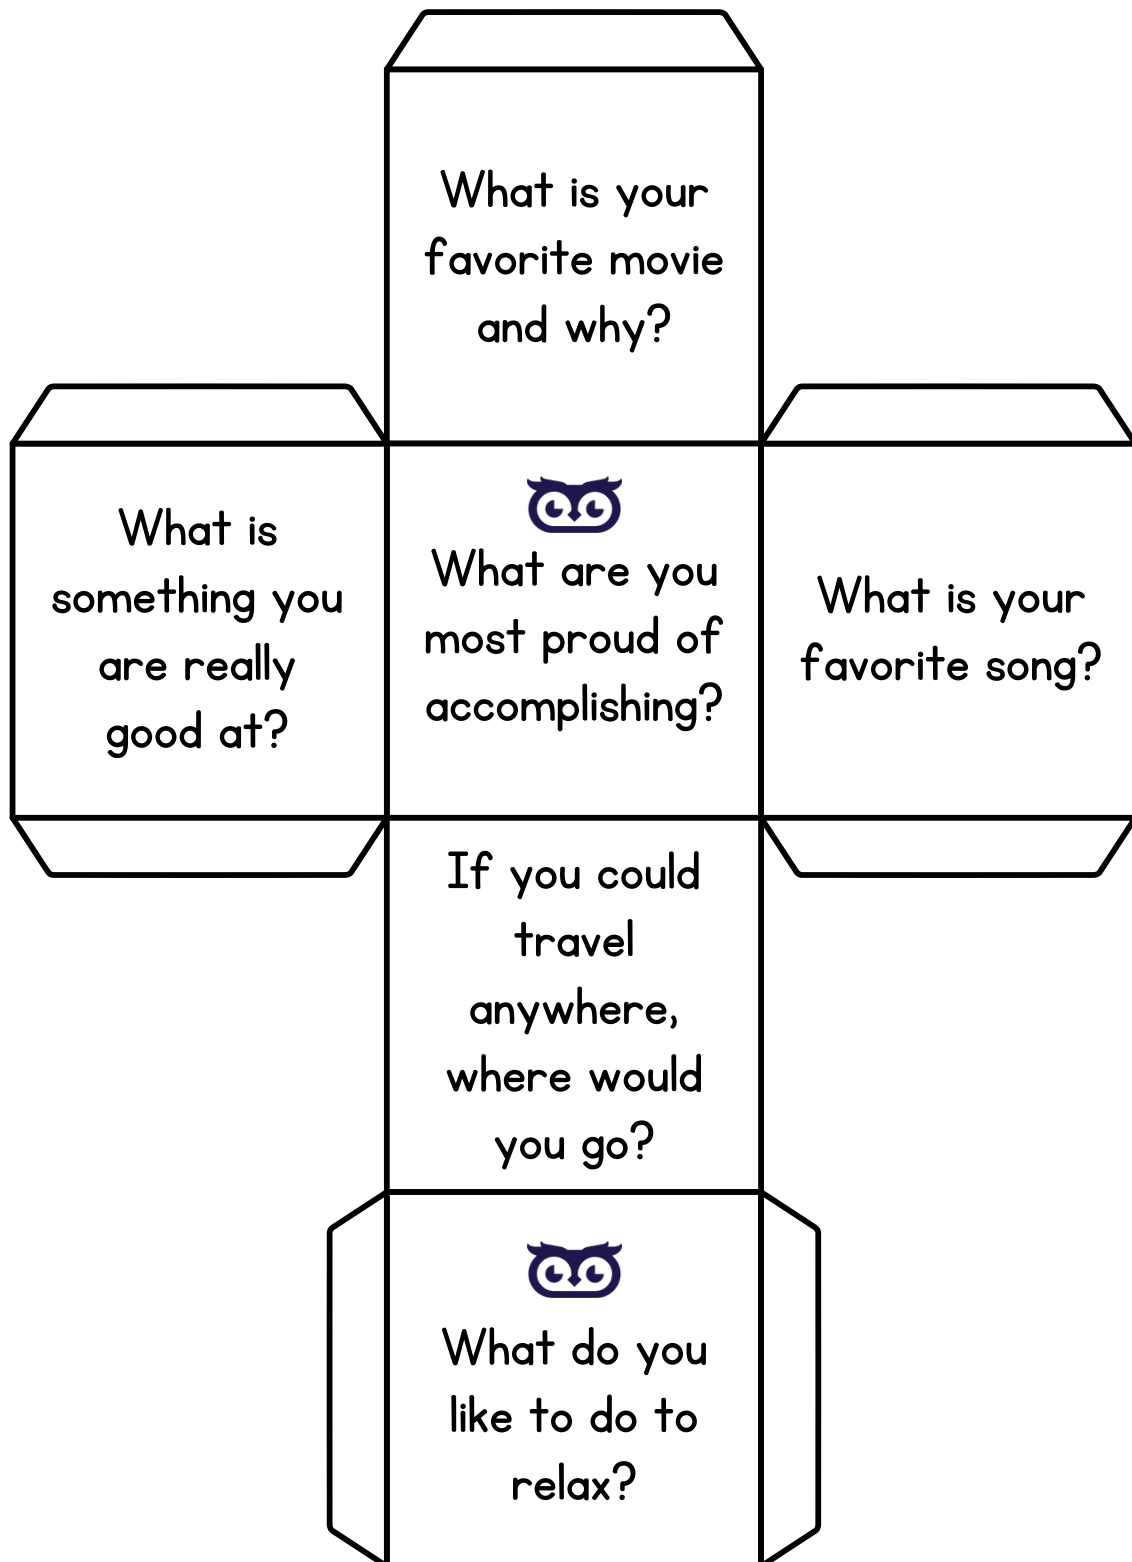 What is your
favorite movie
and why?
What is
something you
are really
good at?
What are you
most proud of
accomplishing?
What is your
favorite song?
If you could
travel
anywhere,
where would
you go?
What do you
like to do to
relax?